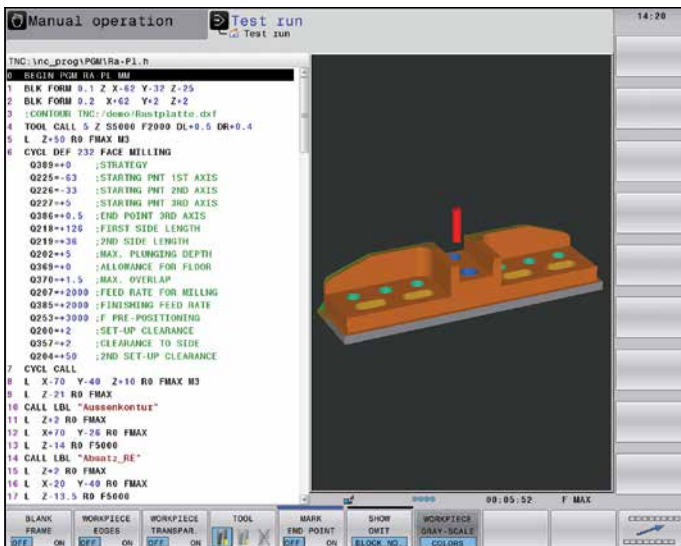 Manual operation
Test run
Test run
14:20
TNC:\nc_prog\PGM\Ra-Pl.h
0 BEGIN PGM RA PL MM
1 BLK FORM 0.1 Z X-62 Y-32 Z-25
2 BLK FORM 0.2 X+62 Y+2 Z+2
3 ;CONTOUR TNC:/demo/Rastplatte.dxf
4 TOOL CALL 5 Z S5000 F2000 DL+0.5 DR+0.4
5 L Z+50 R0 FMAX M3
6 CYCL DEF 232 FACE MILLING
Q389=+0 ;STRATEGY
Q225=-63 ;STARTNG PNT 1ST AXIS
Q226=-33 ;STARTNG PNT 2ND AXIS
Q227=+5 ;STARTNG PNT 3RD AXIS
Q386=+0.5 ;END POINT 3RD AXIS
Q218=+126 ;FIRST SIDE LENGTH
Q219=+36 ;2ND SIDE LENGTH
Q202=+5 ;MAX. PLUNGING DEPTH
Q369=+0 ;ALLOWANCE FOR FLOOR
Q370=+1.5 ;MAX. OVERLAP
Q207=+2000 ;FEED RATE FOR MILLNG
Q385=+2000 ;FINISHING FEED RATE
Q253=+3000 ;F PRE-POSITIONING
Q200=+2 ;SET-UP CLEARANCE
Q357=+2 ;CLEARANCE TO SIDE
Q204=+50 ;2ND SET-UP CLEARANCE
7 CYCL CALL
8 L X-70 Y-40 Z+10 R0 FMAX M3
9 L Z-21 R0 FMAX
10 CALL LBL "Aussenkontur"
11 L Z+2 R0 FMAX
12 L X+70 Y-26 R0 FMAX
13 L Z-14 R0 F5000
14 CALL LBL "Absatz_RE"
15 L Z+2 R0 FMAX
16 L X-20 Y-40 R0 FMAX
17 L Z-13.5 R0 F5000
00:05:52 F MAX
BLANK FRAME OFF ON
WORKPIECE EDGES OFF ON
WORKPIECE TRANSPAR. OFF ON
TOOL
MARK END POINT OFF ON
SHOW OMIT BLOCK NO.
WORKPIECE GRAY-SCALE COLORS